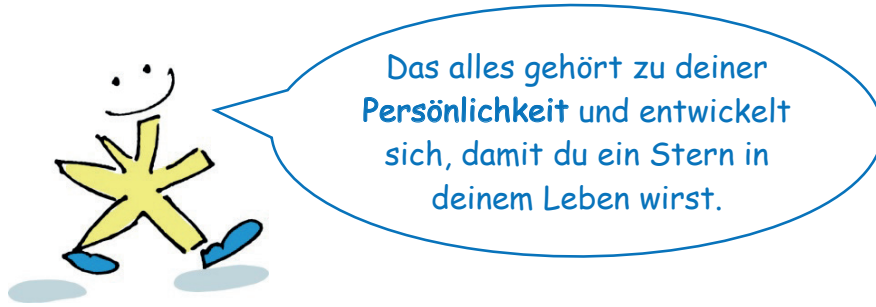 Das alles gehört zu deiner
Persönlichkeit und entwickelt
sich, damit du ein Stern in
deinem Leben wirst.